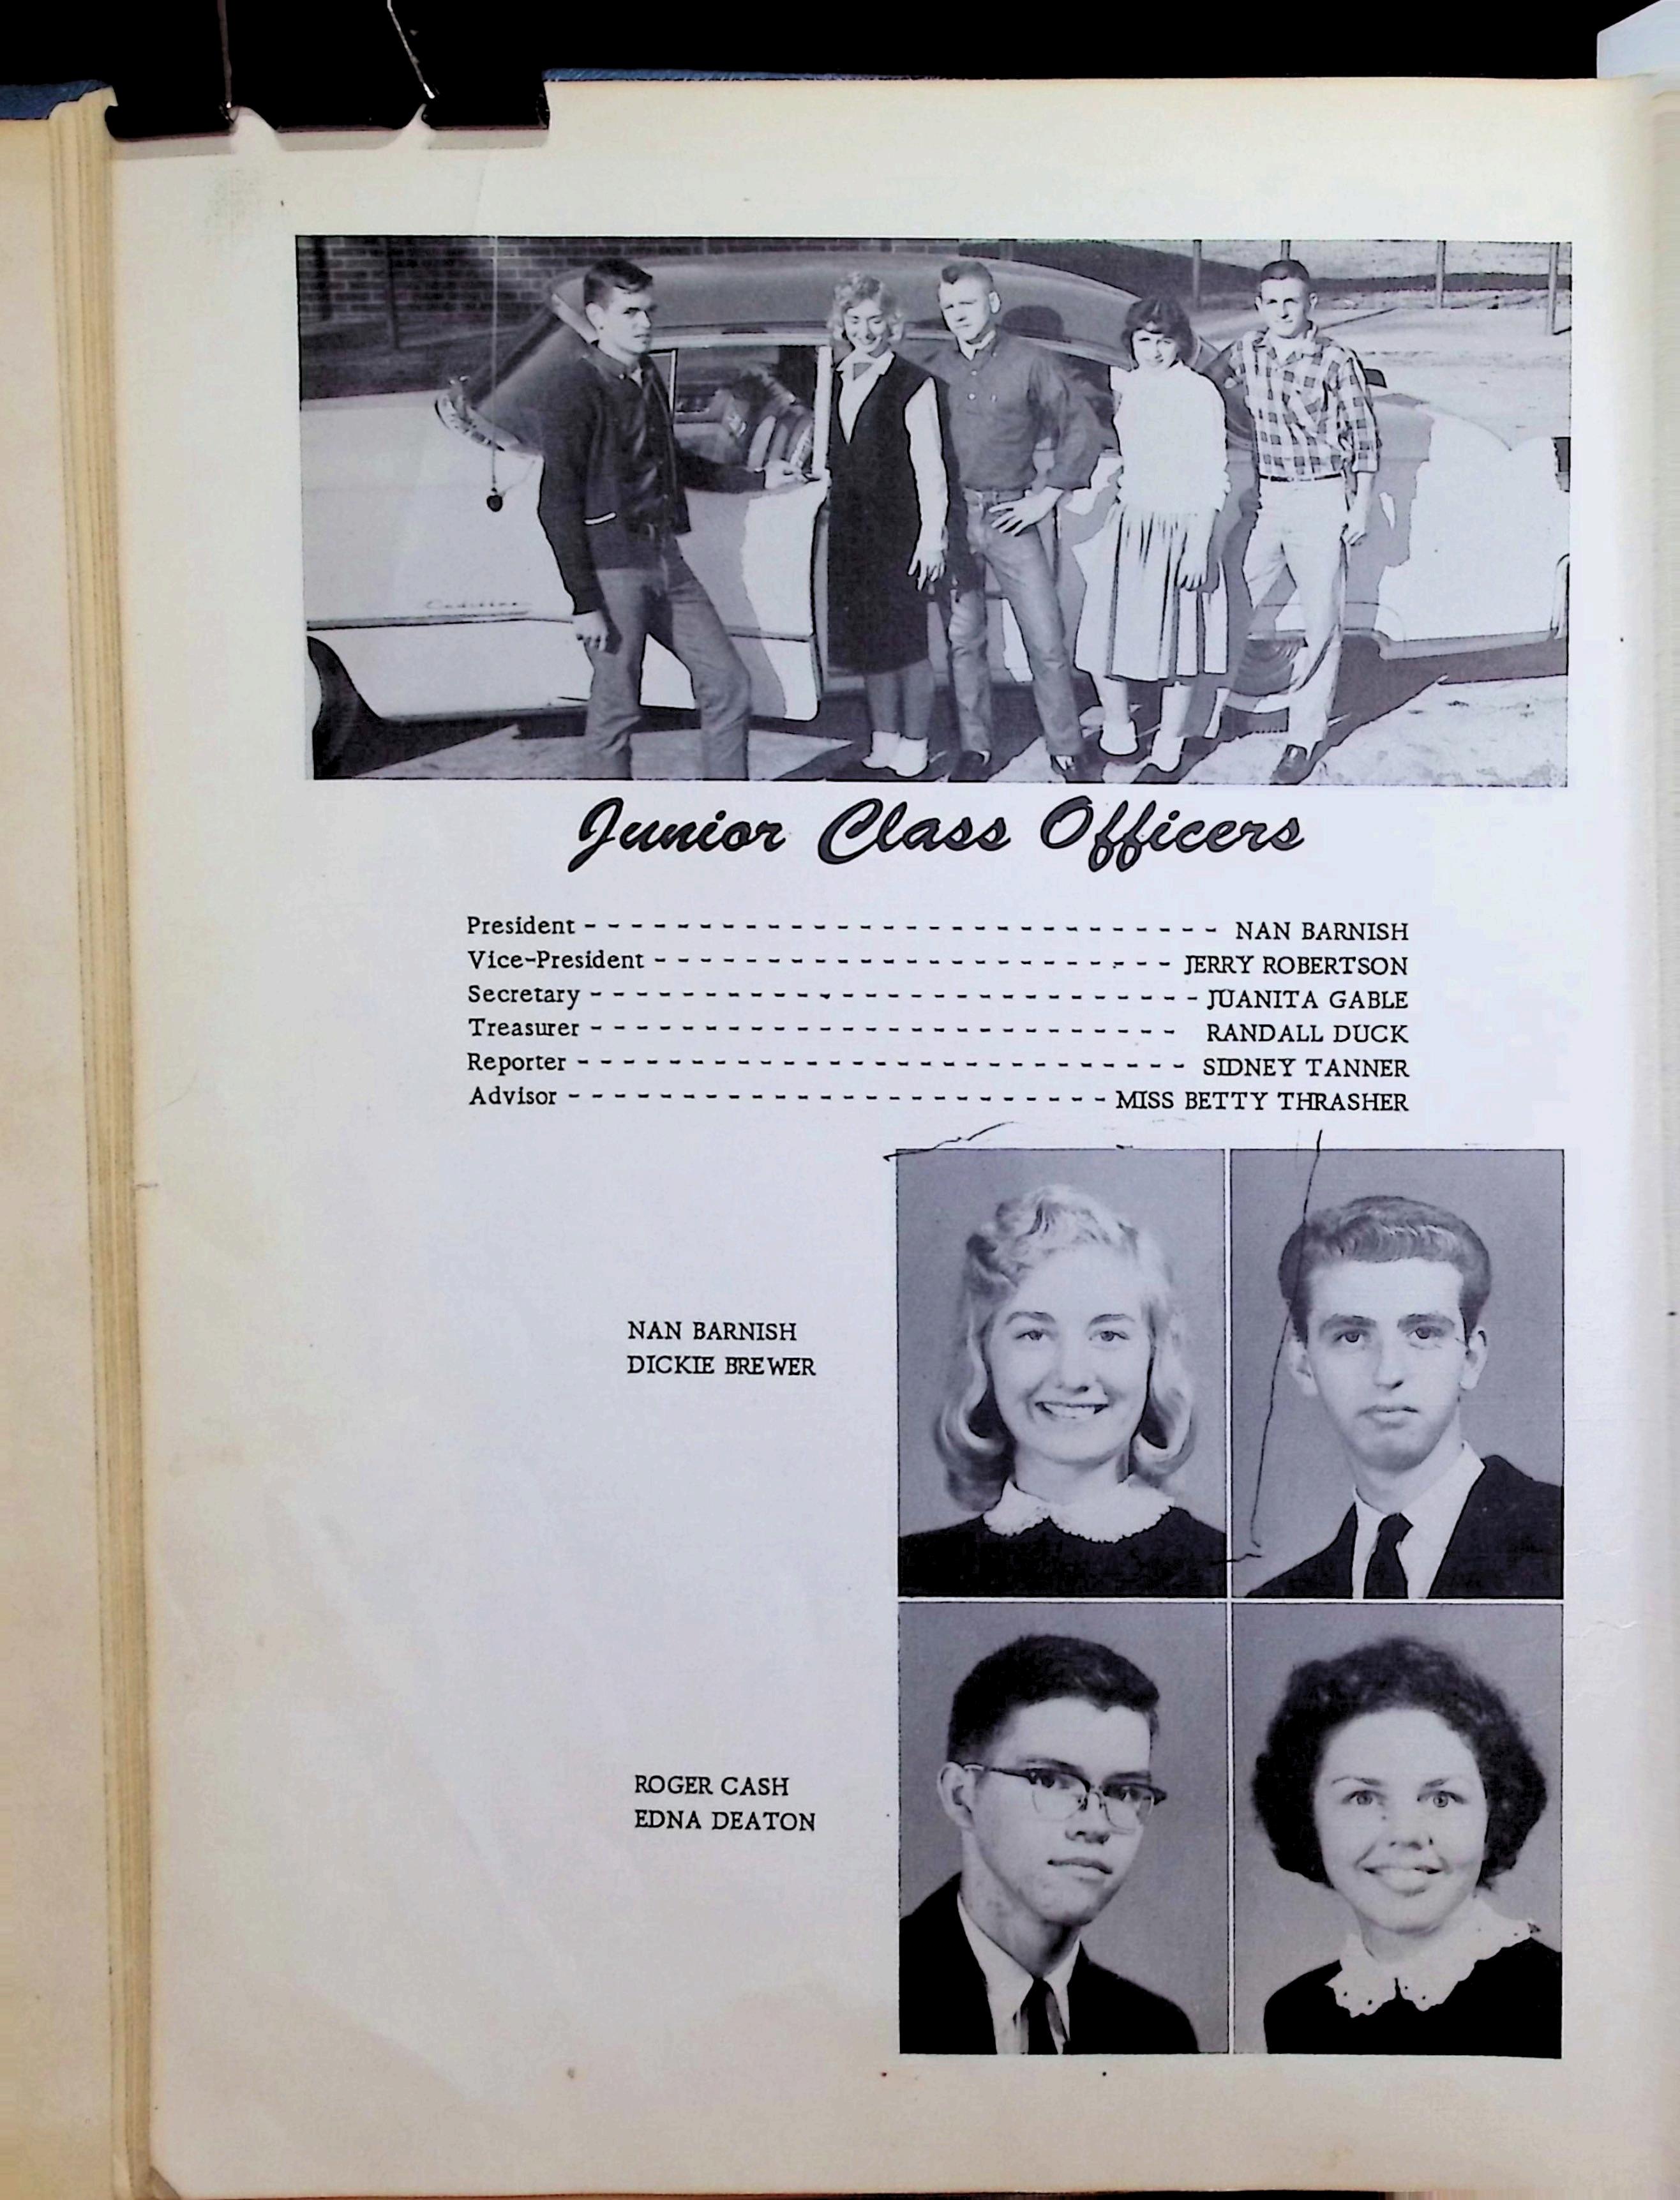 Cadillac
Junior Class Officers
President - - - - - - - - - - - - - - - - - - - - - - - - - - - - NAN BARNISH
Vice-President - - - - - - - - - - - - - - - - - - - - - - - JERRY ROBERTSON
Secretary - - - - - - - - - - - - - - - - - - - - - - - - - - - JUANITA GABLE
Treasurer - - - - - - - - - - - - - - - - - - - - - - - - - - RANDALL DUCK
Reporter - - - - - - - - - - - - - - - - - - - - - - - - - - - SIDNEY TANNER
Advisor - - - - - - - - - - - - - - - - - - - - - - - - MISS BETTY THRASHER
NAN BARNISH
DICKIE BREWER
ROGER CASH
EDNA DEATON